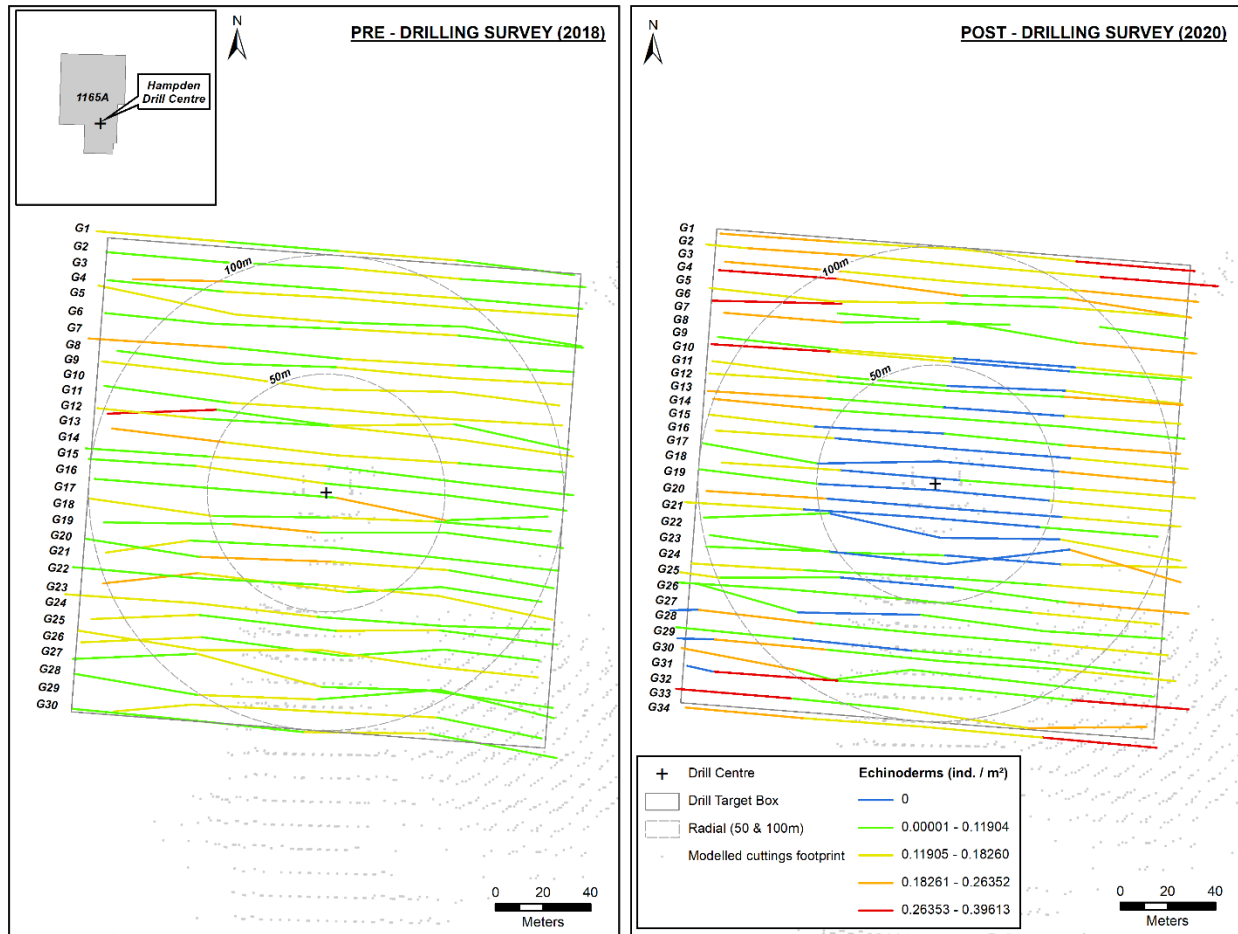 N
PRE - DRILLING SURVEY (2018)
1165A
Hampden
Drill Centre
G1
G2
G3
G4
G5
G6
G7
G8
G9
G10
G11
G12
G13
G14
G15
G16
G17
G18
G19
G20
G21
G22
G23
G24
G25
G26
G27
G28
G29
G30
100m
50m
0 20 40
Meters
N
POST - DRILLING SURVEY (2020)
G1
G2
G3
G4
G5
G6
G7
G8
G9
G10
G11
G12
G13
G14
G15
G16
G17
G18
G19
G20
G21
G22
G23
G24
G25
G26
G27
G28
G29
G30
G31
G32
G33
G34
100m
50m
Drill Centre
Drill Target Box
Radial (50 & 100m)
Modelled cuttings footprint
Echinoderms (ind. / m²)
0
0.00001 - 0.11904
0.11905 - 0.18260
0.18261 - 0.26352
0.26353 - 0.39613
0 20 40
Meters